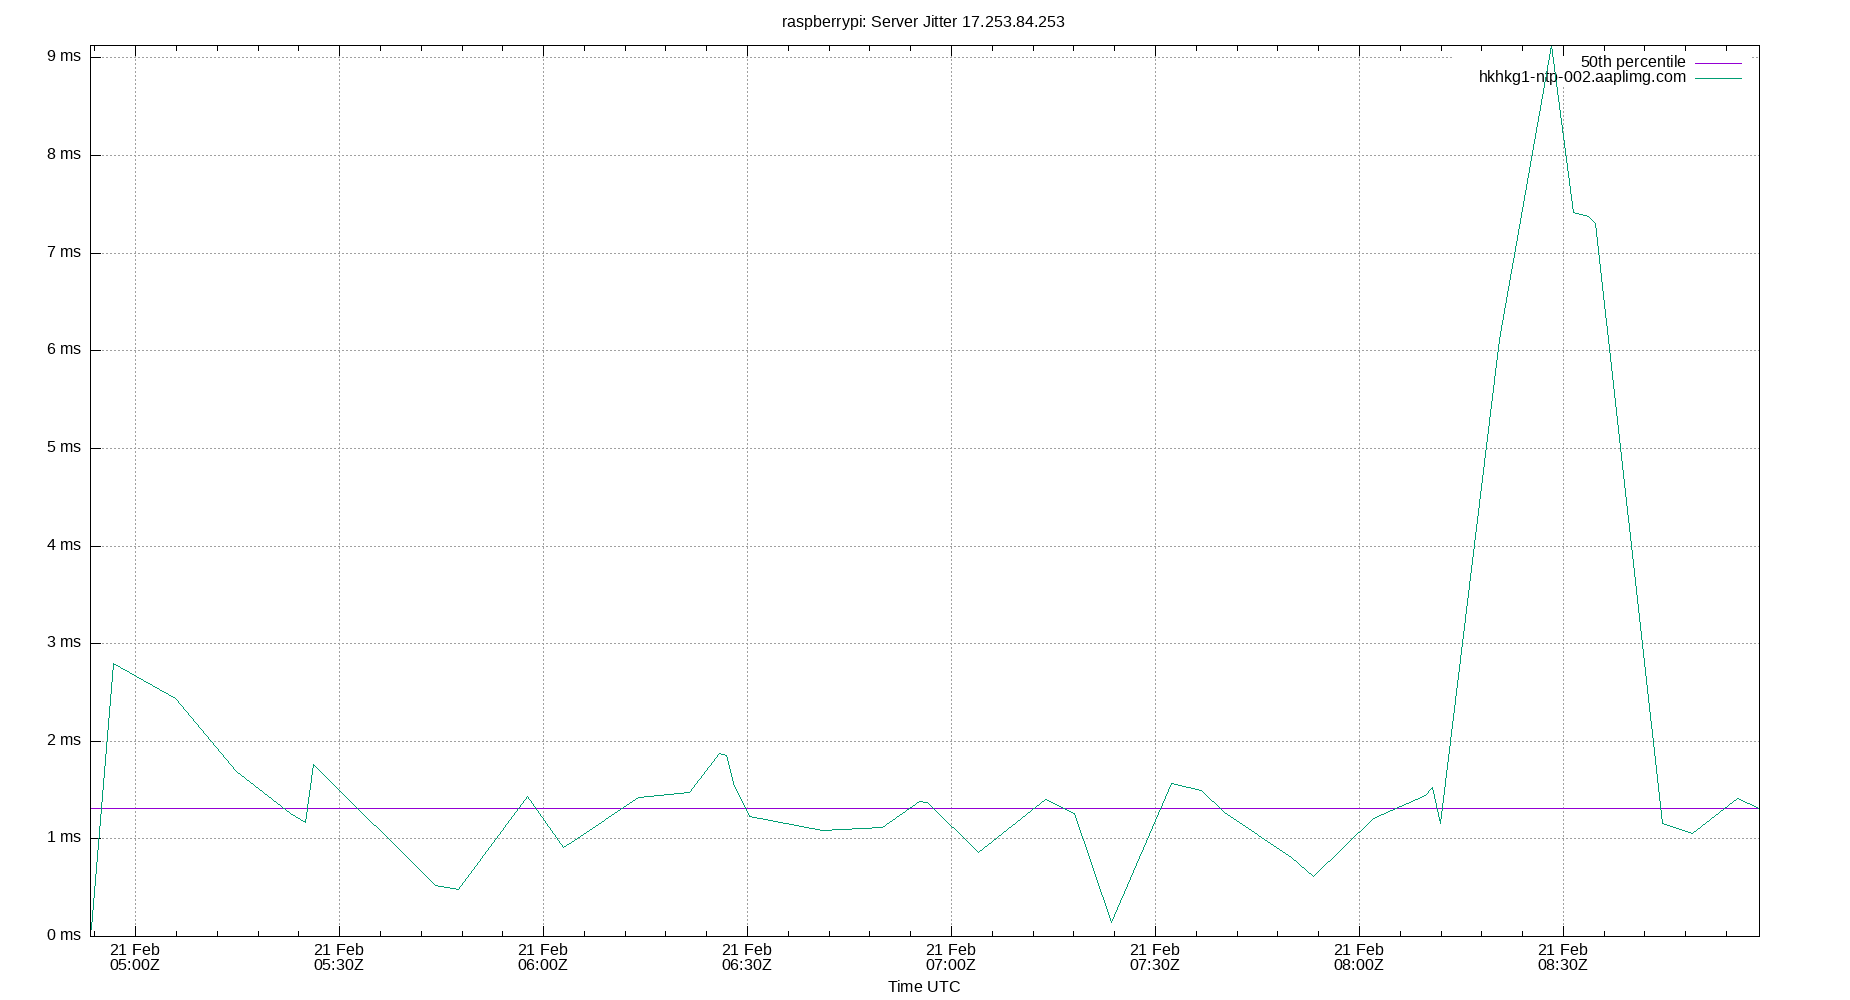 raspberrypi: Server Jitter 17.253.84.253
9 ms
8 ms
7 ms
6 ms
5 ms
4 ms
3 ms
2 ms
1 ms
0 ms
50th percentile
hkhkg1-ntp-002.aaplimg.com
21 Feb 21 Feb 21 Feb 21 Feb 21 Feb 21 Feb 21 Feb 21 Feb
05:00Z 05:30Z 06:00Z 06:30Z 07:00Z 07:30Z 08:00Z 08:30Z
Time UTC